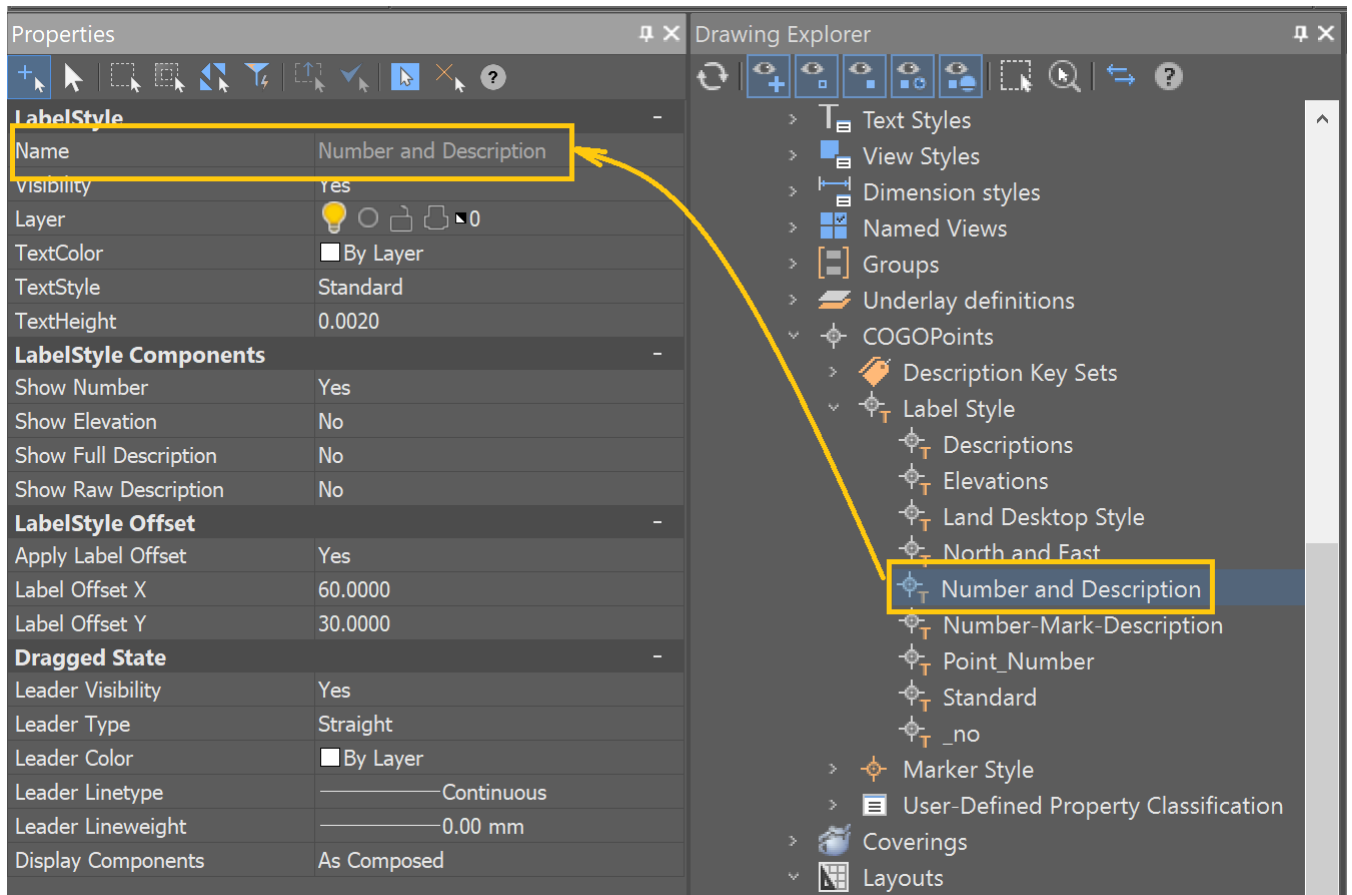 Properties
LabelStyle
Name Number and Description
Visibility Yes
Layer 0
TextColor By Layer
TextStyle Standard
TextHeight 0.0020
LabelStyle Components
Show Number Yes
Show Elevation No
Show Full Description No
Show Raw Description No
LabelStyle Offset
Apply Label Offset Yes
Label Offset X 60.0000
Label Offset Y 30.0000
Dragged State
Leader Visibility Yes
Leader Type Straight
Leader Color By Layer
Leader Linetype Continuous
Leader Lineweight 0.00 mm
Display Components As Composed
Drawing Explorer
Text Styles
View Styles
Dimension styles
Named Views
Groups
Underlay definitions
COGOPoints
Description Key Sets
Label Style
Descriptions
Elevations
Land Desktop Style
North and East
Number and Description
Number-Mark-Description
Point_Number
Standard
_no
Marker Style
User-Defined Property Classification
Coverings
Layouts